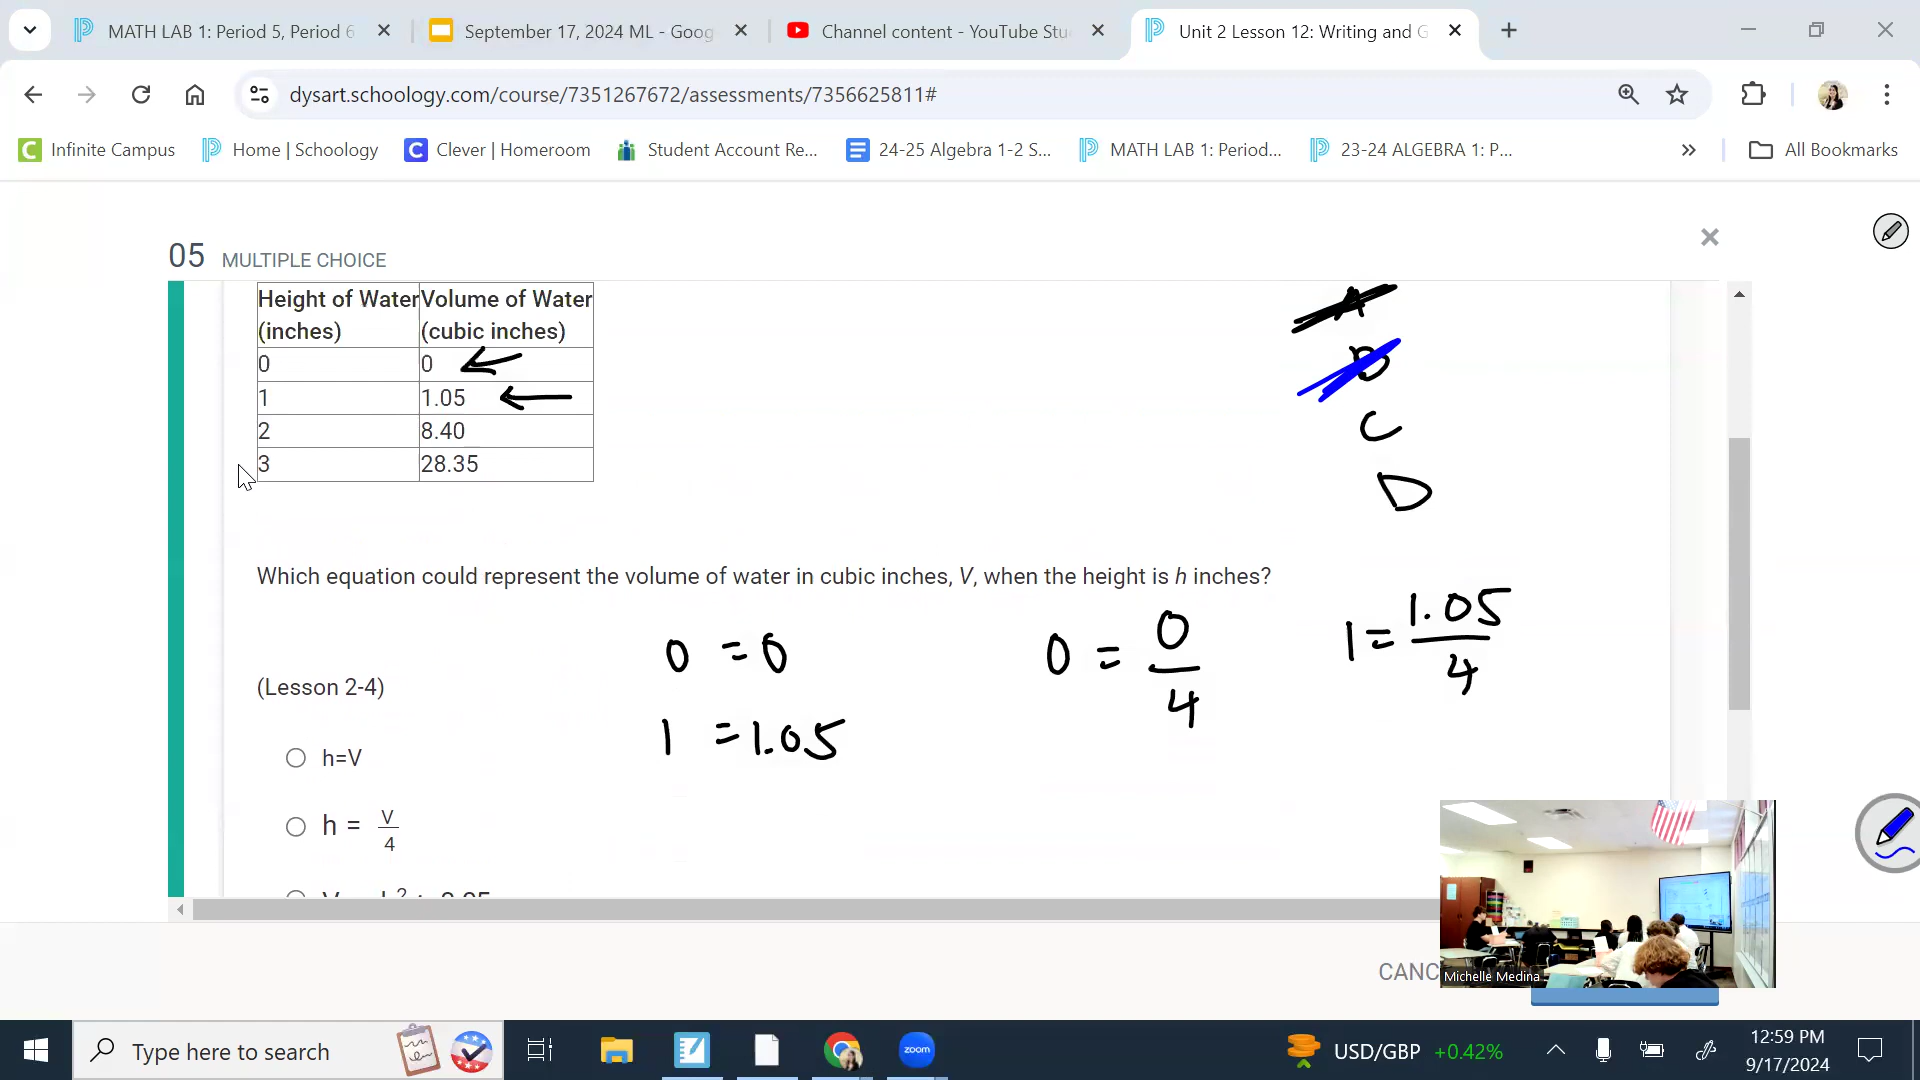 MATH LAB 1: Period 5, Period 6
September 17, 2024 ML - Goog
Channel content - YouTube Stu
Unit 2 Lesson 12: Writing and G
dysart.schoology.com/course/7351267672/assessments/7356625811#
Infinite Campus
Home | Schoology
Clever | Homeroom
Student Account Re...
24-25 Algebra 1-2 S...
MATH LAB 1: Period...
23-24 ALGEBRA 1: P...
All Bookmarks
05 MULTIPLE CHOICE
Height of Water (inches) Volume of Water (cubic inches)
0 0
1 1.05
2 8.40
3 28.35
A
C
D
Which equation could represent the volume of water in cubic inches, V, when the height is h inches?
0 = 0
0 = 0/4
1 = 1.05/4
(Lesson 2-4)
1 = 1.05
h=V
h = V/4
CANC
Michelle Medina
Type here to search
zoom
USD/GBP +0.42%
12:59 PM
9/17/2024